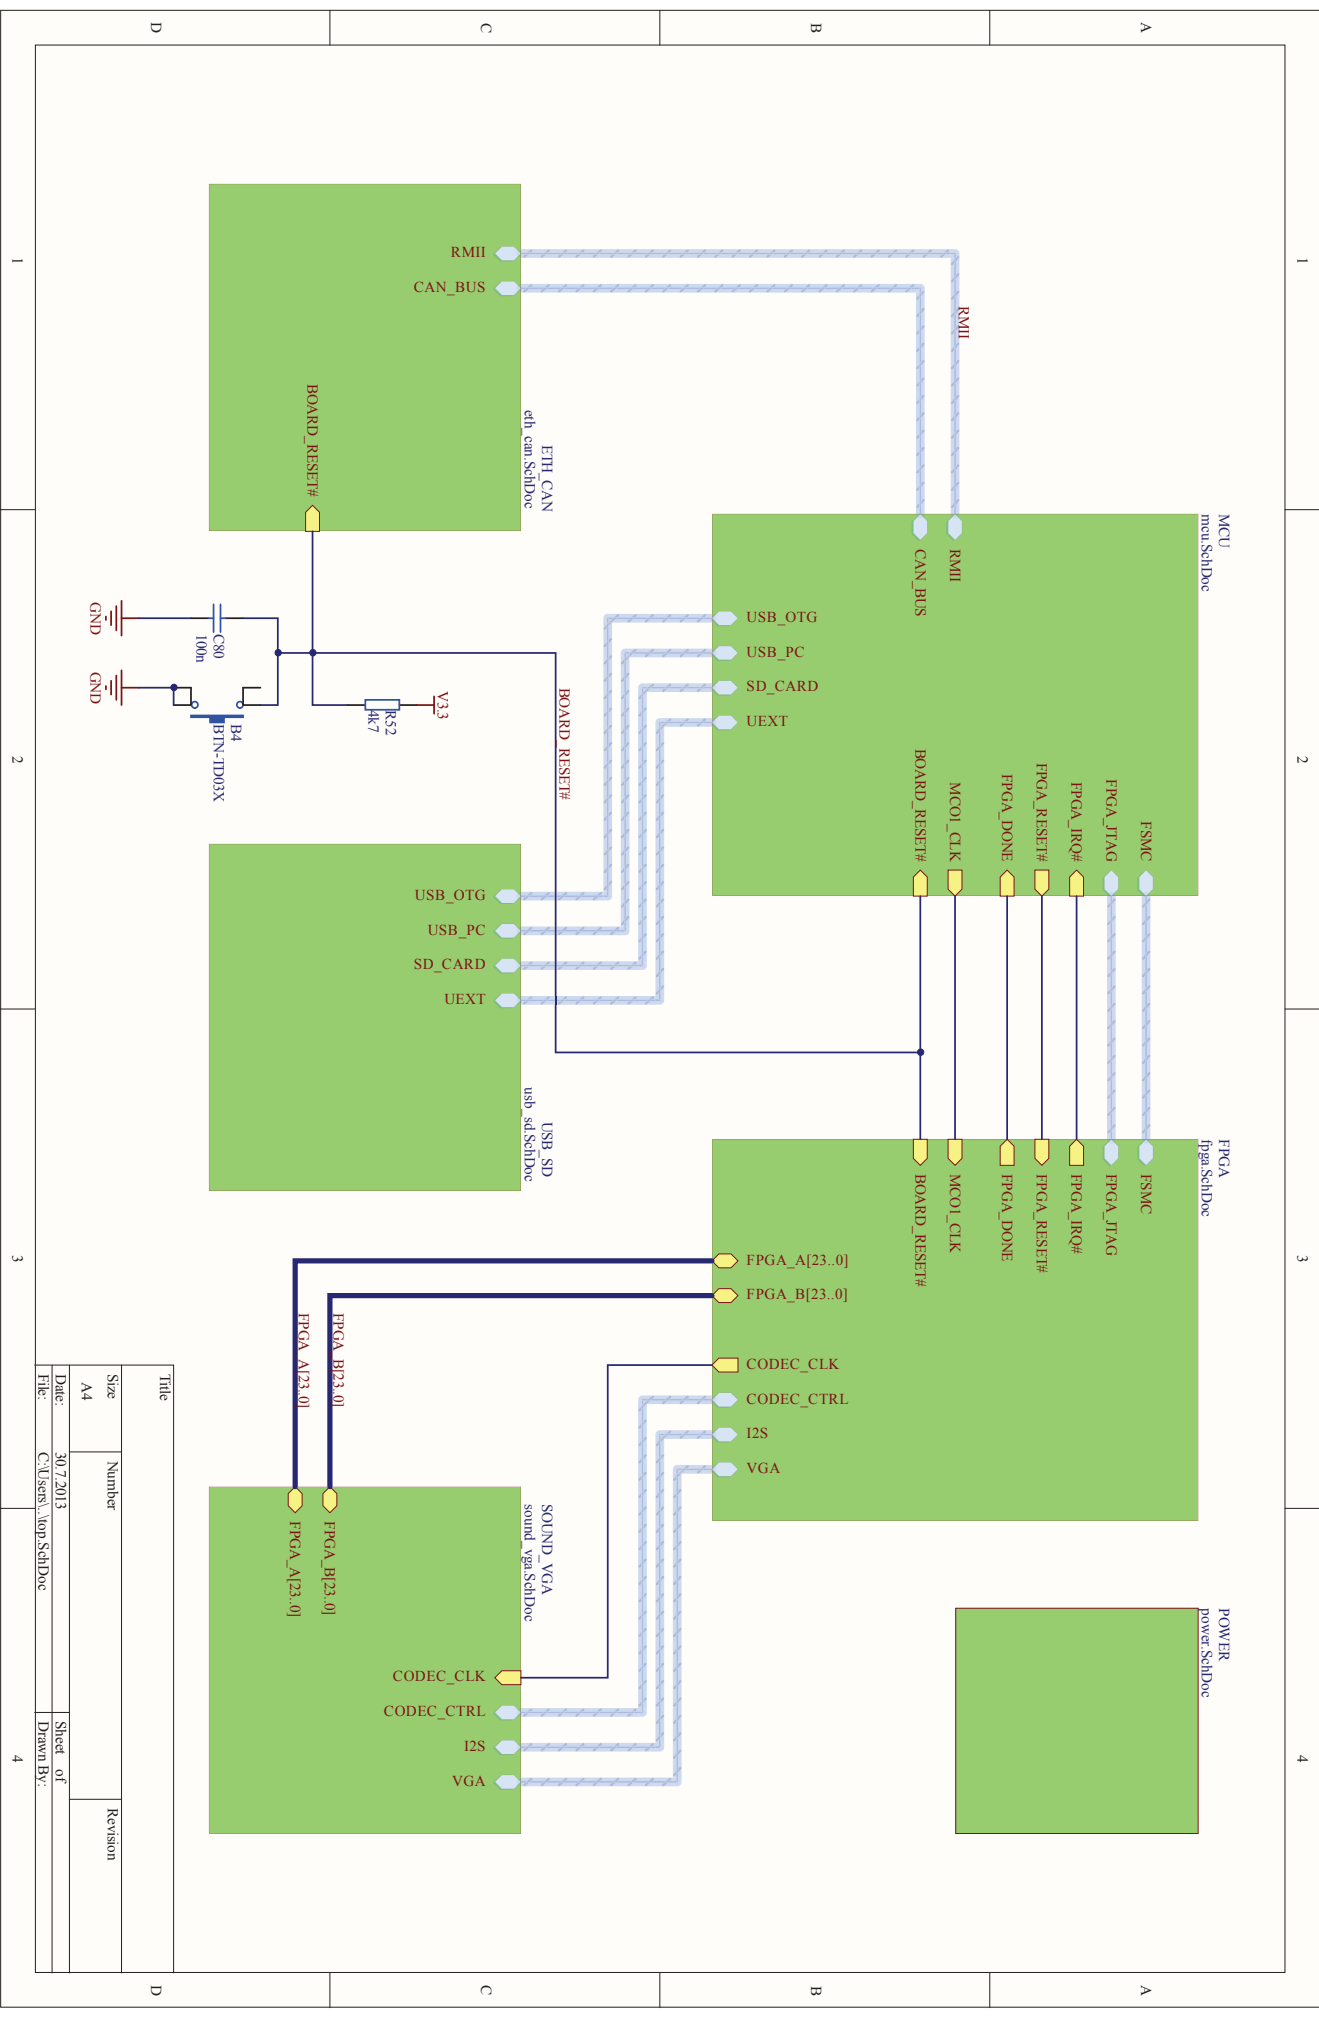 1
2
3
4
A
B
C
D
MCU
mcu.SchDoc
RMII
CAN_BUS
USB_OTG
USB_PC
SD_CARD
UEXT
FSMC
FPGA_JTAG
FPGA_IRQ#
FPGA_RESET#
FPGA_DONE
MCO1_CLK
BOARD_RESET#
FPGA
fpga.SchDoc
FSMC
FPGA_JTAG
FPGA_IRQ#
FPGA_RESET#
FPGA_DONE
MCO1_CLK
BOARD_RESET#
FPGA_A[23..0]
FPGA_B[23..0]
CODEC_CLK
CODEC_CTRL
I2S
VGA
POWER
power.SchDoc
RMII
ETH_CAN
eth_can.SchDoc
RMII
CAN_BUS
BOARD_RESET#
BOARD_RESET#
V3.3
R52
4k7
C80
100n
GND
GND
B4
BTN-TD03X
USB_SD
usb_sd.SchDoc
USB_OTG
USB_PC
SD_CARD
UEXT
SOUND_VGA
sound_vga.SchDoc
FPGA_B[23..0]
FPGA_A[23..0]
FPGA_B[23..0]
FPGA_A[23..0]
CODEC_CLK
CODEC_CTRL
I2S
VGA
Title
Size
Number
Revision
A4
Date:
30.7.2013
Sheet of
File:
C:\Users\..\top.SchDoc
Drawn By:
1
2
3
4
A
B
C
D